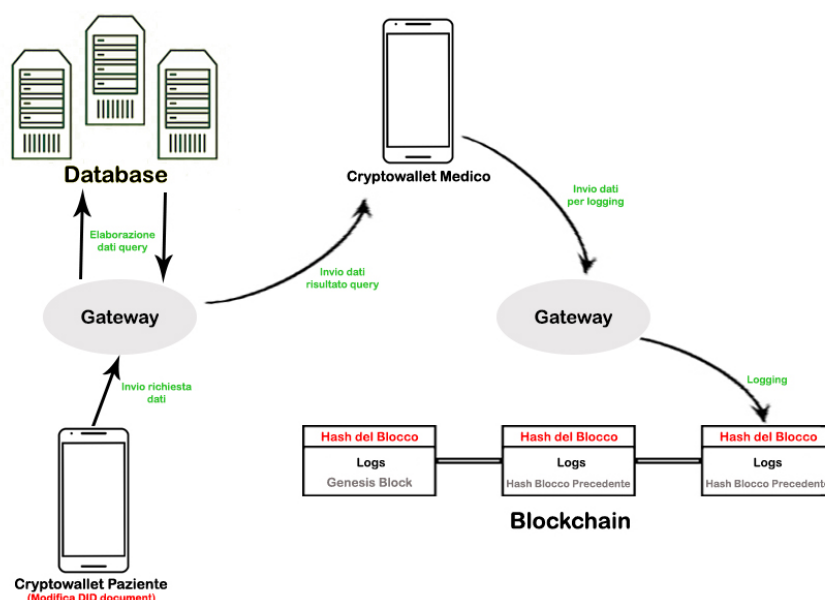 Database
Cryptowallet Medico
Elaborazione
dati query
Invio dati
per logging
Invio dati
risultato query
Gateway
Gateway
Invio richiesta
dati
Logging
Hash del Blocco
Logs
Genesis Block
Hash del Blocco
Logs
Hash Blocco Precedente
Hash del Blocco
Logs
Hash Blocco Precedente
Blockchain
Cryptowallet Paziente
(Modifica DID document)